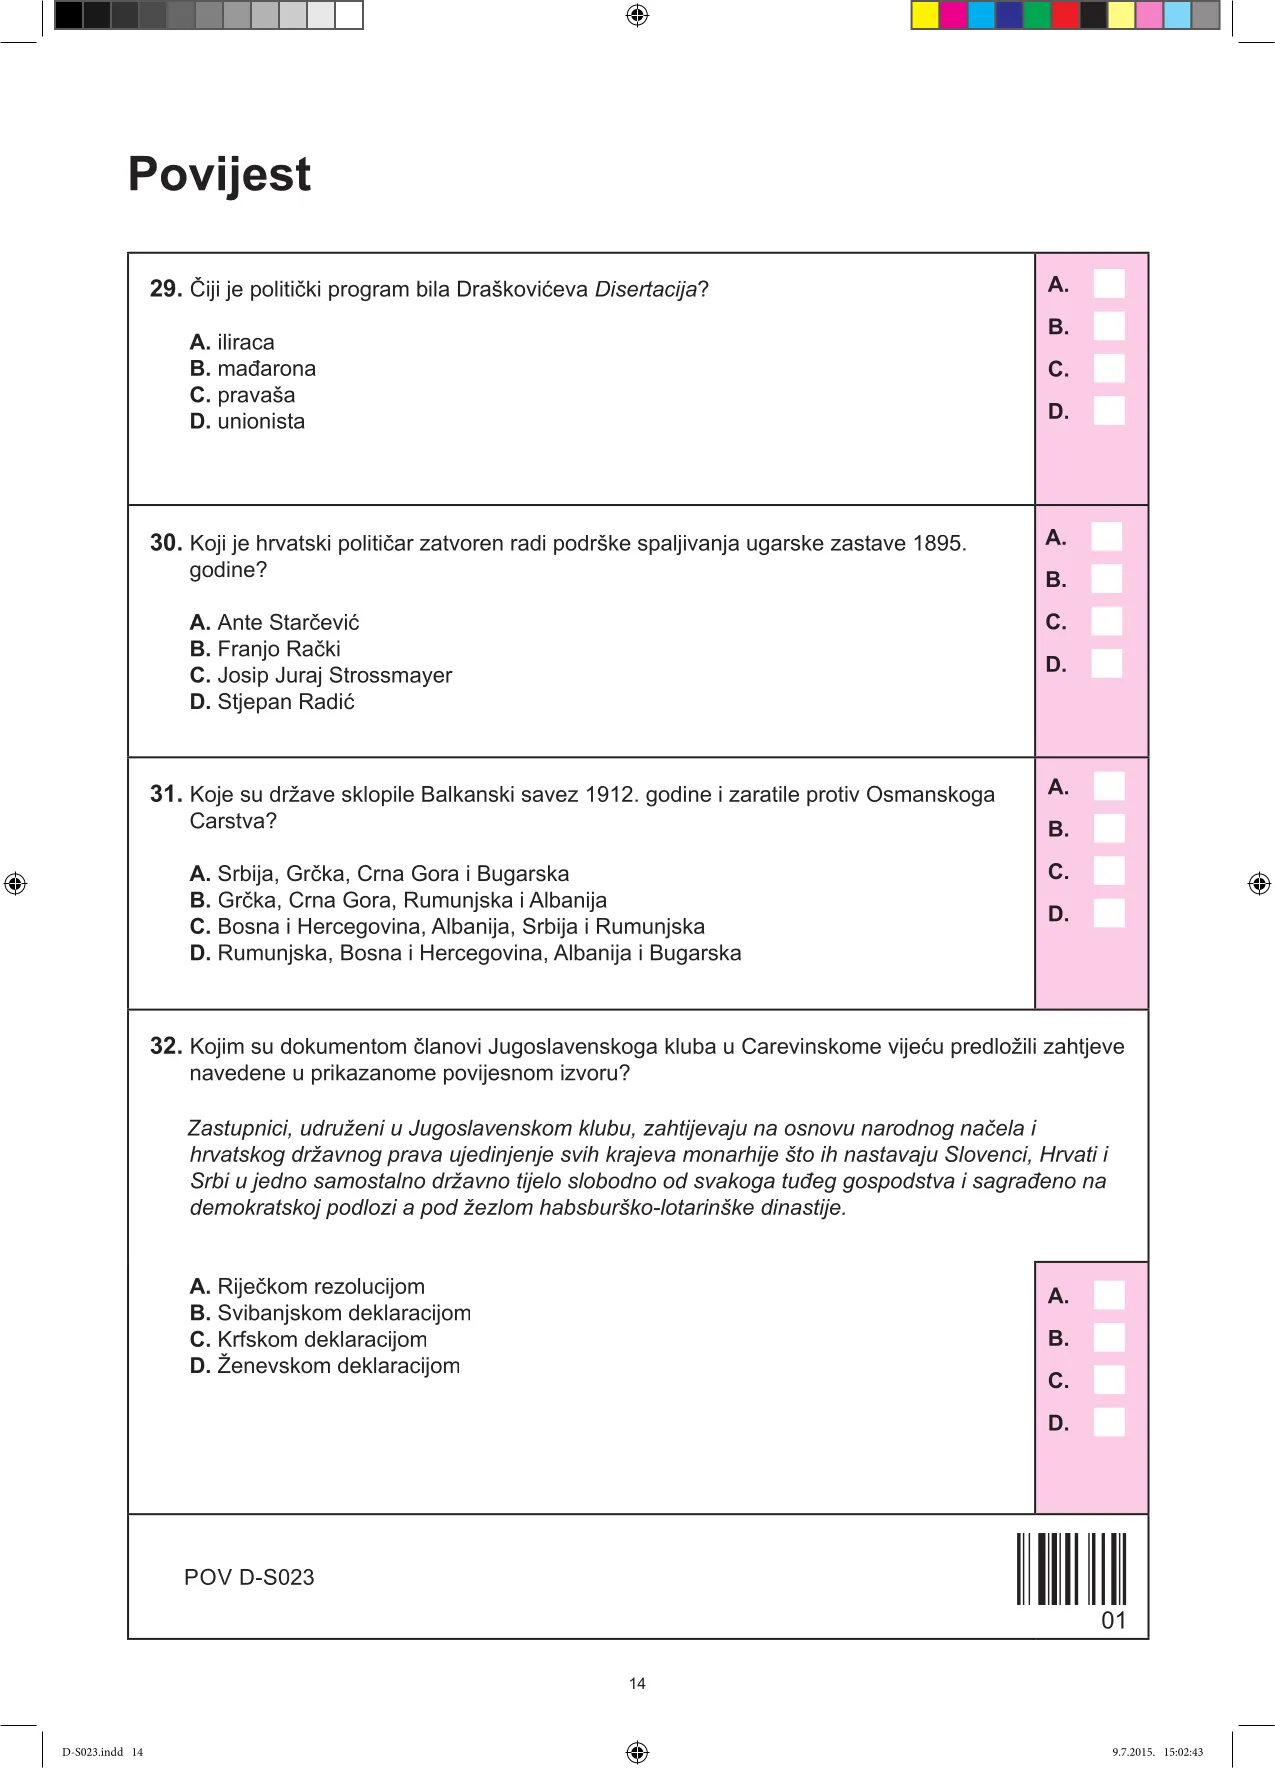 Povijest
29. Čiji je politički program bila Draškovićeva Disertacija?
A. iliraca
B. mađarona
C. pravaša
D. unionista
A.
B.
C.
D.
30. Koji je hrvatski političar zatvoren radi podrške spaljivanja ugarske zastave 1895.
godine?
A. Ante Starčević
B. Franjo Rački
C. Josip Juraj Strossmayer
D. Stjepan Radić
A.
B.
C.
D.
31. Koje su države sklopile Balkanski savez 1912. godine i zaratile protiv Osmanskoga
Carstva?
A. Srbija, Grčka, Crna Gora i Bugarska
B. Grčka, Crna Gora, Rumunjska i Albanija
C. Bosna i Hercegovina, Albanija, Srbija i Rumunjska
D. Rumunjska, Bosna i Hercegovina, Albanija i Bugarska
A.
B.
C.
D.
32. Kojim su dokumentom članovi Jugoslavenskoga kluba u Carevinskome vijeću predložili zahtjeve
navedene u prikazanome povijesnom izvoru?
Zastupnici, udruženi u Jugoslavenskom klubu, zahtijevaju na osnovu narodnog načela i
hrvatskog državnog prava ujedinjenje svih krajeva monarhije što ih nastavaju Slovenci, Hrvati i
Srbi u jedno samostalno državno tijelo slobodno od svakoga tuđeg gospodstva i sagrađeno na
demokratskoj podlozi a pod žezlom habsburško-lotarinške dinastije.
A. Riječkom rezolucijom
B. Svibanjskom deklaracijom
C. Krfskom deklaracijom
D. Ženevskom deklaracijom
A.
B.
C.
D.
POV D-S023
01
14
D-S023.indd 14
9.7.2015. 15:02:43